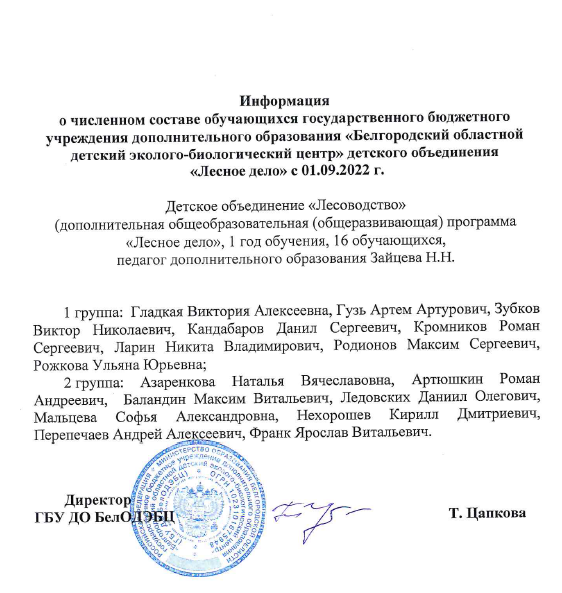 Информация
о численном составе обучающихся государственного бюджетного
учреждения дополнительного образования «Белгородский областной
детский эколого-биологический центр» детского объединения
«Лесное дело» с 01.09.2022 г.
Детское объединение «Лесоводство»
(дополнительная общеобразовательная (общеразвивающая) программа
«Лесное дело», 1 год обучения, 16 обучающихся,
педагог дополнительного образования Зайцева Н.Н.
1 группа: Гладкая Виктория Алексеевна, Гузь Артем Артурович, Зубков
Виктор Николаевич, Кандабаров Данил Сергеевич, Кромников Роман
Сергеевич, Ларин Никита Владимирович, Родионов Максим Сергеевич,
Рожкова Ульяна Юрьевна;
2 группа: Азаренкова Наталья Вячеславовна, Артюшкин Роман
Андреевич, Баландин Максим Витальевич, Ледовских Даниил Олегович,
Мальцева Софья Александровна, Нехорошев Кирилл Дмитриевич,
Перепечаев Андрей Алексеевич, Франк Ярослав Витальевич.
Директор
ГБУ ДО БелОДЭБЦ
Т. Цапкова